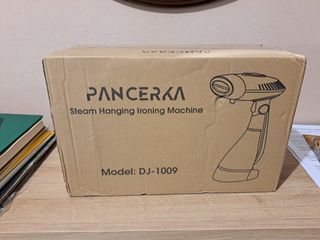 PANCERKA
Steam Hanging Ironing Machine
Model: DJ-1009